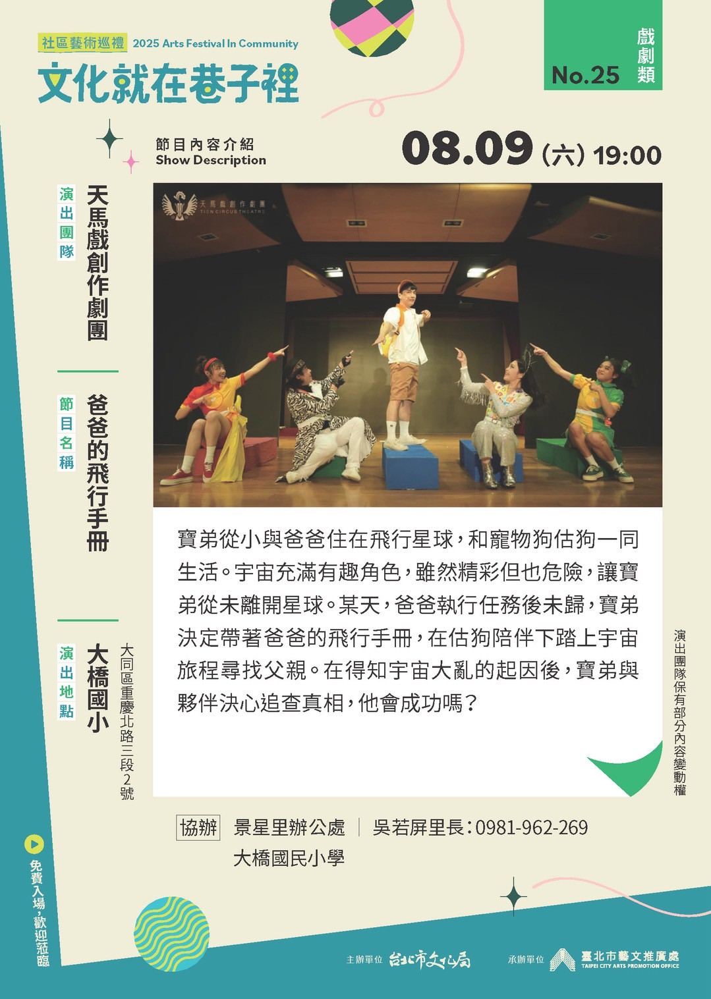 社區藝術巡禮 2025 Arts Festival In Community
文化就在巷子裡
No.25 戲劇類
節目內容介紹
Show Description
08.09(六) 19:00
演出團隊
天馬戲創作劇團
節目名稱
爸爸的飛行手冊
演出地點
大橋國小
大同區重慶北路三段2號
天馬戲創作劇團
TIEN CIRCUS THEATRE
寶弟從小與爸爸住在飛行星球,和寵物狗估狗一同
生活。宇宙充滿有趣角色,雖然精彩但也危險,讓寶
弟從未離開星球。某天,爸爸執行任務後未歸,寶弟
決定帶著爸爸的飛行手冊,在估狗陪伴下踏上宇宙
旅程尋找父親。在得知宇宙大亂的起因後,寶弟與
夥伴決心追查真相,他會成功嗎?
演出團隊保有部分內容變動權
協辦 景星里辦公處|吳若屏里長:0981-962-269
大橋國民小學
免費入場,歡迎蒞臨
主辦單位 台北市文化局
承辦單位 臺北市藝文推廣處
TAIPEI CITY ARTS PROMOTION OFFICE